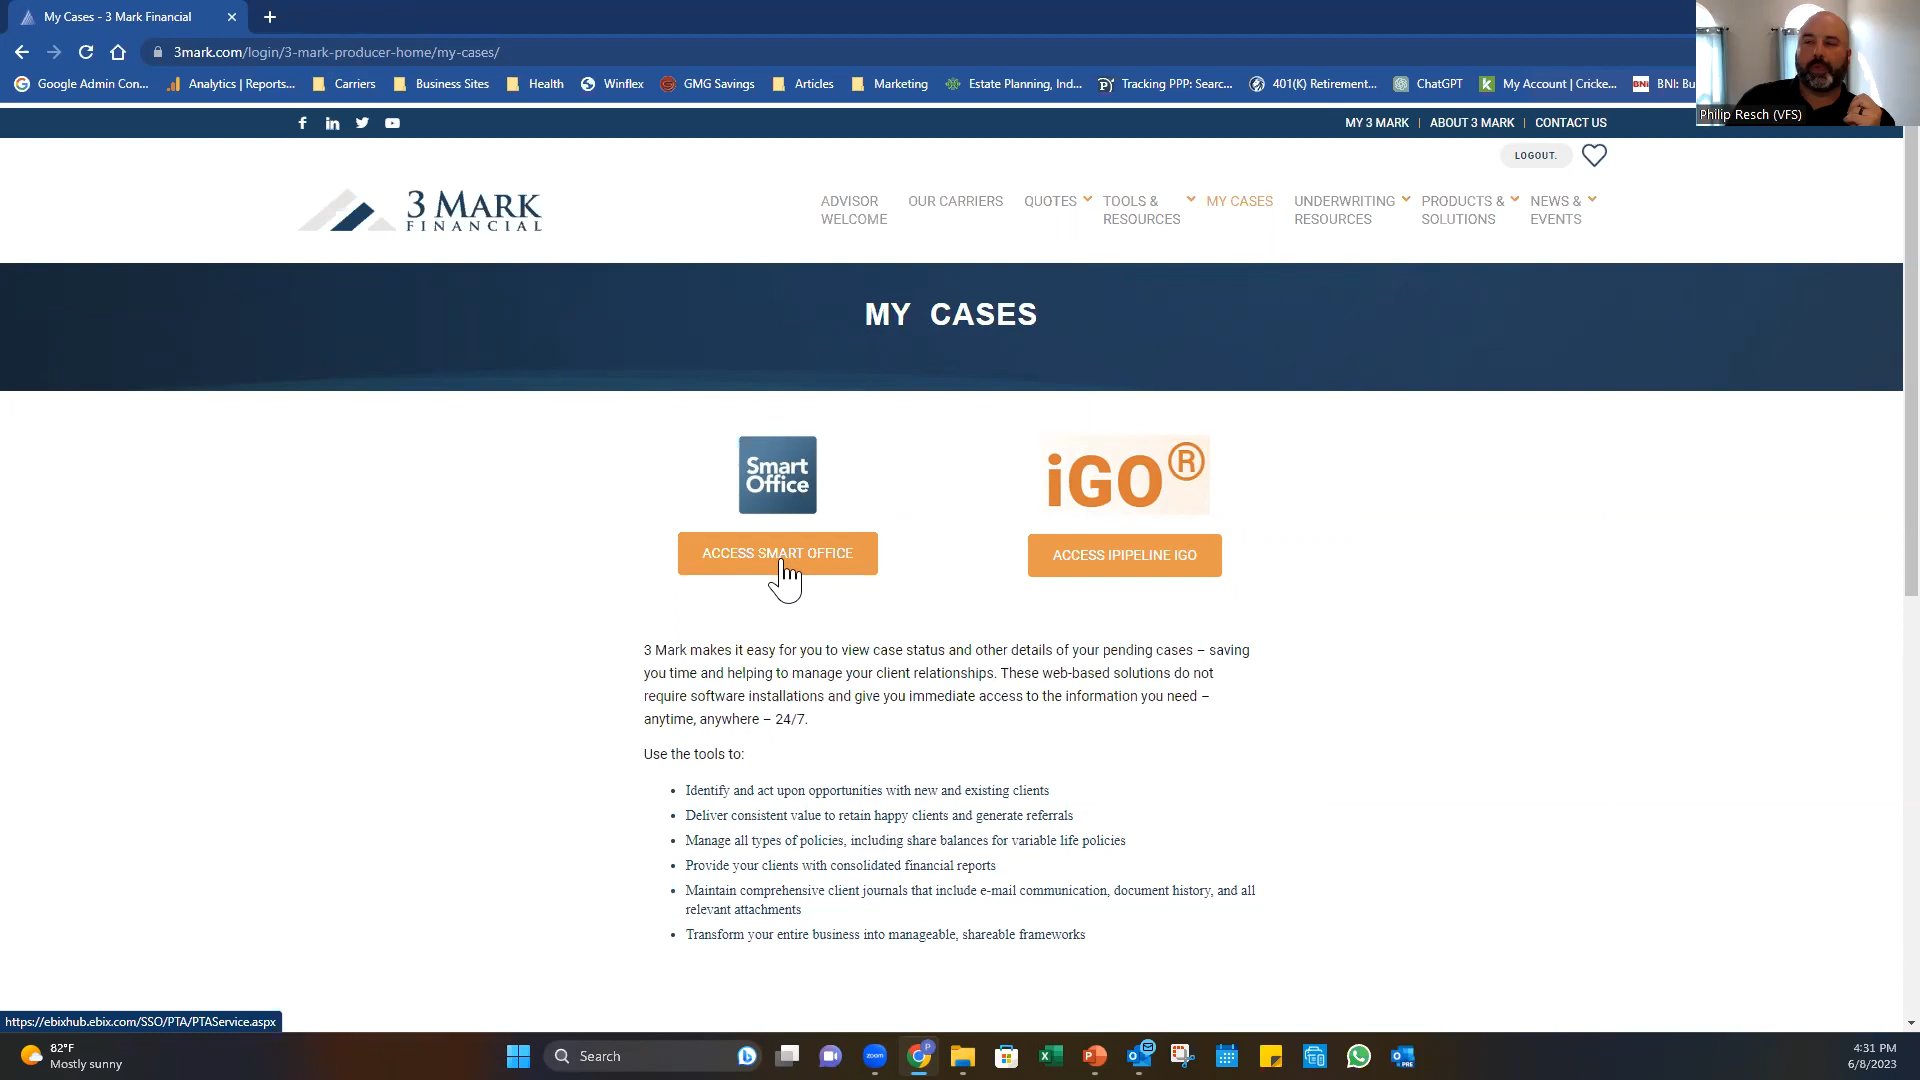 My Cases - 3 Mark Financial
3mark.com/login/3-mark-producer-home/my-cases/
Google Admin Con... Analytics | Reports... Carriers Business Sites Health Winflex GMG Savings Articles Marketing Estate Planning, Ind... Tracking PPP: Searc... 401(K) Retirement... ChatGPT My Account | Cricke... BNI: Bu
Philip Resch (VFS)
MY 3 MARK | ABOUT 3 MARK | CONTACT US
LOGOUT.
3 MARK
FINANCIAL
ADVISOR WELCOME
OUR CARRIERS
QUOTES
TOOLS & RESOURCES
MY CASES
UNDERWRITING RESOURCES
PRODUCTS & SOLUTIONS
NEWS & EVENTS
MY CASES
Smart
Office
iGO®
ACCESS SMART OFFICE
ACCESS IPIPELINE IGO
3 Mark makes it easy for you to view case status and other details of your pending cases – saving
you time and helping to manage your client relationships. These web-based solutions do not
require software installations and give you immediate access to the information you need –
anytime, anywhere – 24/7.
Use the tools to:
• Identify and act upon opportunities with new and existing clients
• Deliver consistent value to retain happy clients and generate referrals
• Manage all types of policies, including share balances for variable life policies
• Provide your clients with consolidated financial reports
• Maintain comprehensive client journals that include e-mail communication, document history, and all
relevant attachments
• Transform your entire business into manageable, shareable frameworks
https://ebixhub.ebix.com/SSO/PTA/PTAService.aspx
82°F
Mostly sunny
Search
zoom
PRE
4:31 PM
6/8/2023